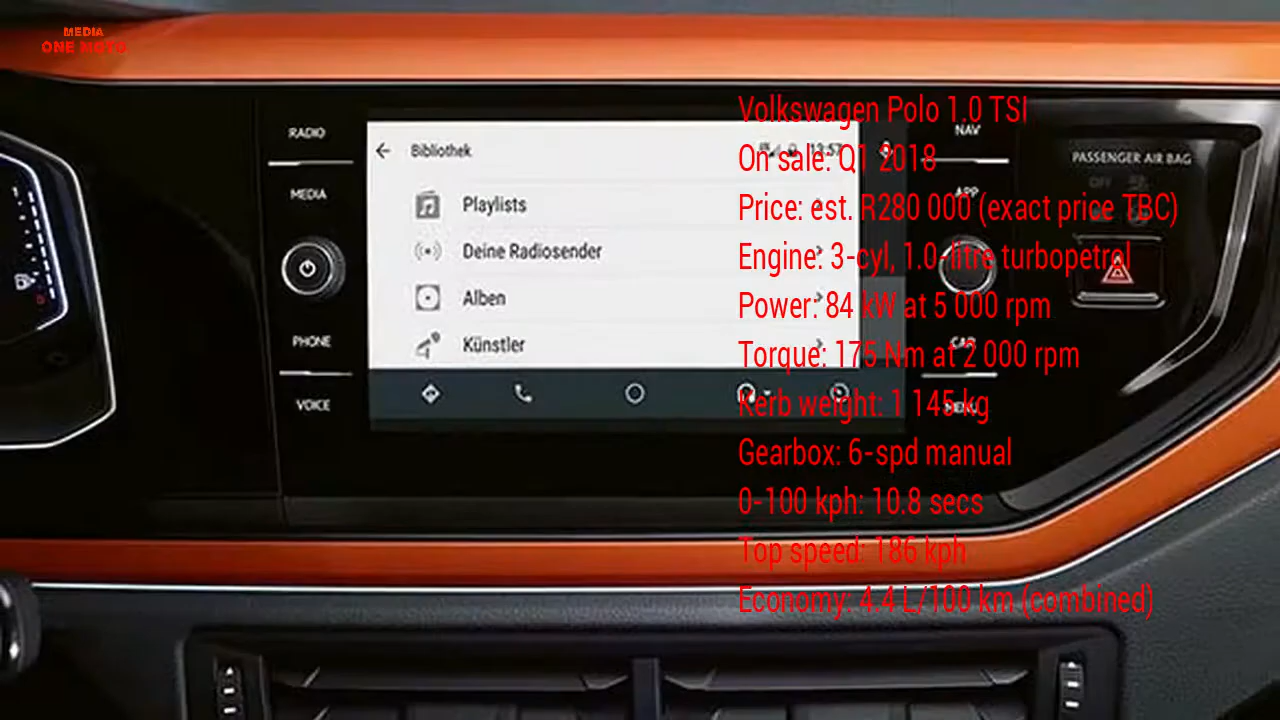 MEDIA
ONE MOTO
RADIO
MEDIA
PHONE
VOICE
Bibliothek
13:57
Playlists
Deine Radiosender
Alben
Künstler
NAV
APP
CAR
MENU
PASSENGER AIR BAG
OFF
Volkswagen Polo 1.0 TSI
On sale: Q1 2018
Price: est. R280 000 (exact price TBC)
Engine: 3-cyl, 1.0-litre turbopetrol
Power: 84 kW at 5 000 rpm
Torque: 175 Nm at 2 000 rpm
Kerb weight: 1 145 kg
Gearbox: 6-spd manual
0-100 kph: 10.8 secs
Top speed: 186 kph
Economy: 4.4 L/100 km (combined)